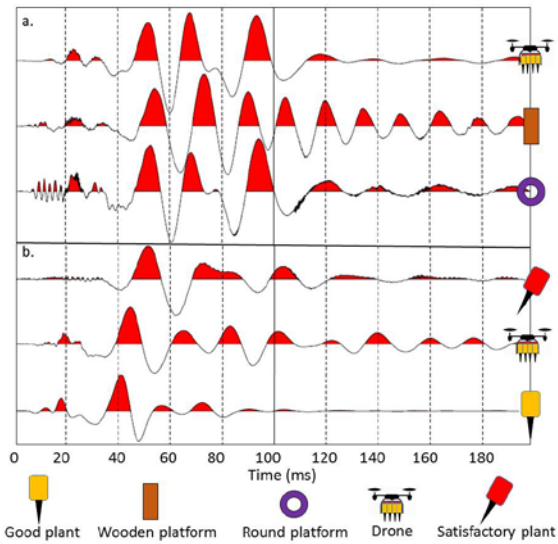 a.
b.
0 20 40 60 80 100 120 140 160 180
Time (ms)
Good plant Wooden platform Round platform Drone Satisfactory plant